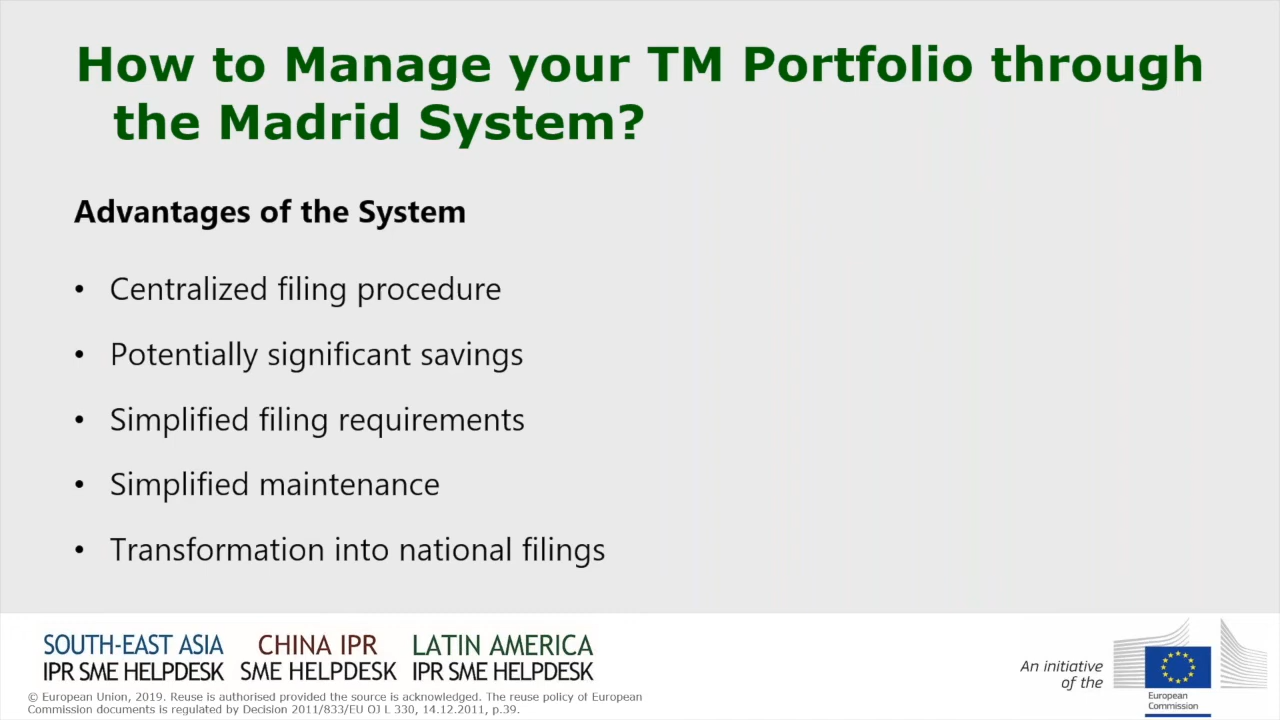 How to Manage your TM Portfolio through
the Madrid System?
Advantages of the System
• Centralized filing procedure
• Potentially significant savings
• Simplified filing requirements
• Simplified maintenance
• Transformation into national filings
SOUTH-EAST ASIA
IPR SME HELPDESK
CHINA IPR
SME HELPDESK
LATIN AMERICA
IPR SME HELPDESK
© European Union, 2019. Reuse is authorised provided the source is acknowledged. The reuse policy of European
Commission documents is regulated by Decision 2011/833/EU OJ L 330, 14.12.2011, p.39.
An initiative
of the
European
Commission